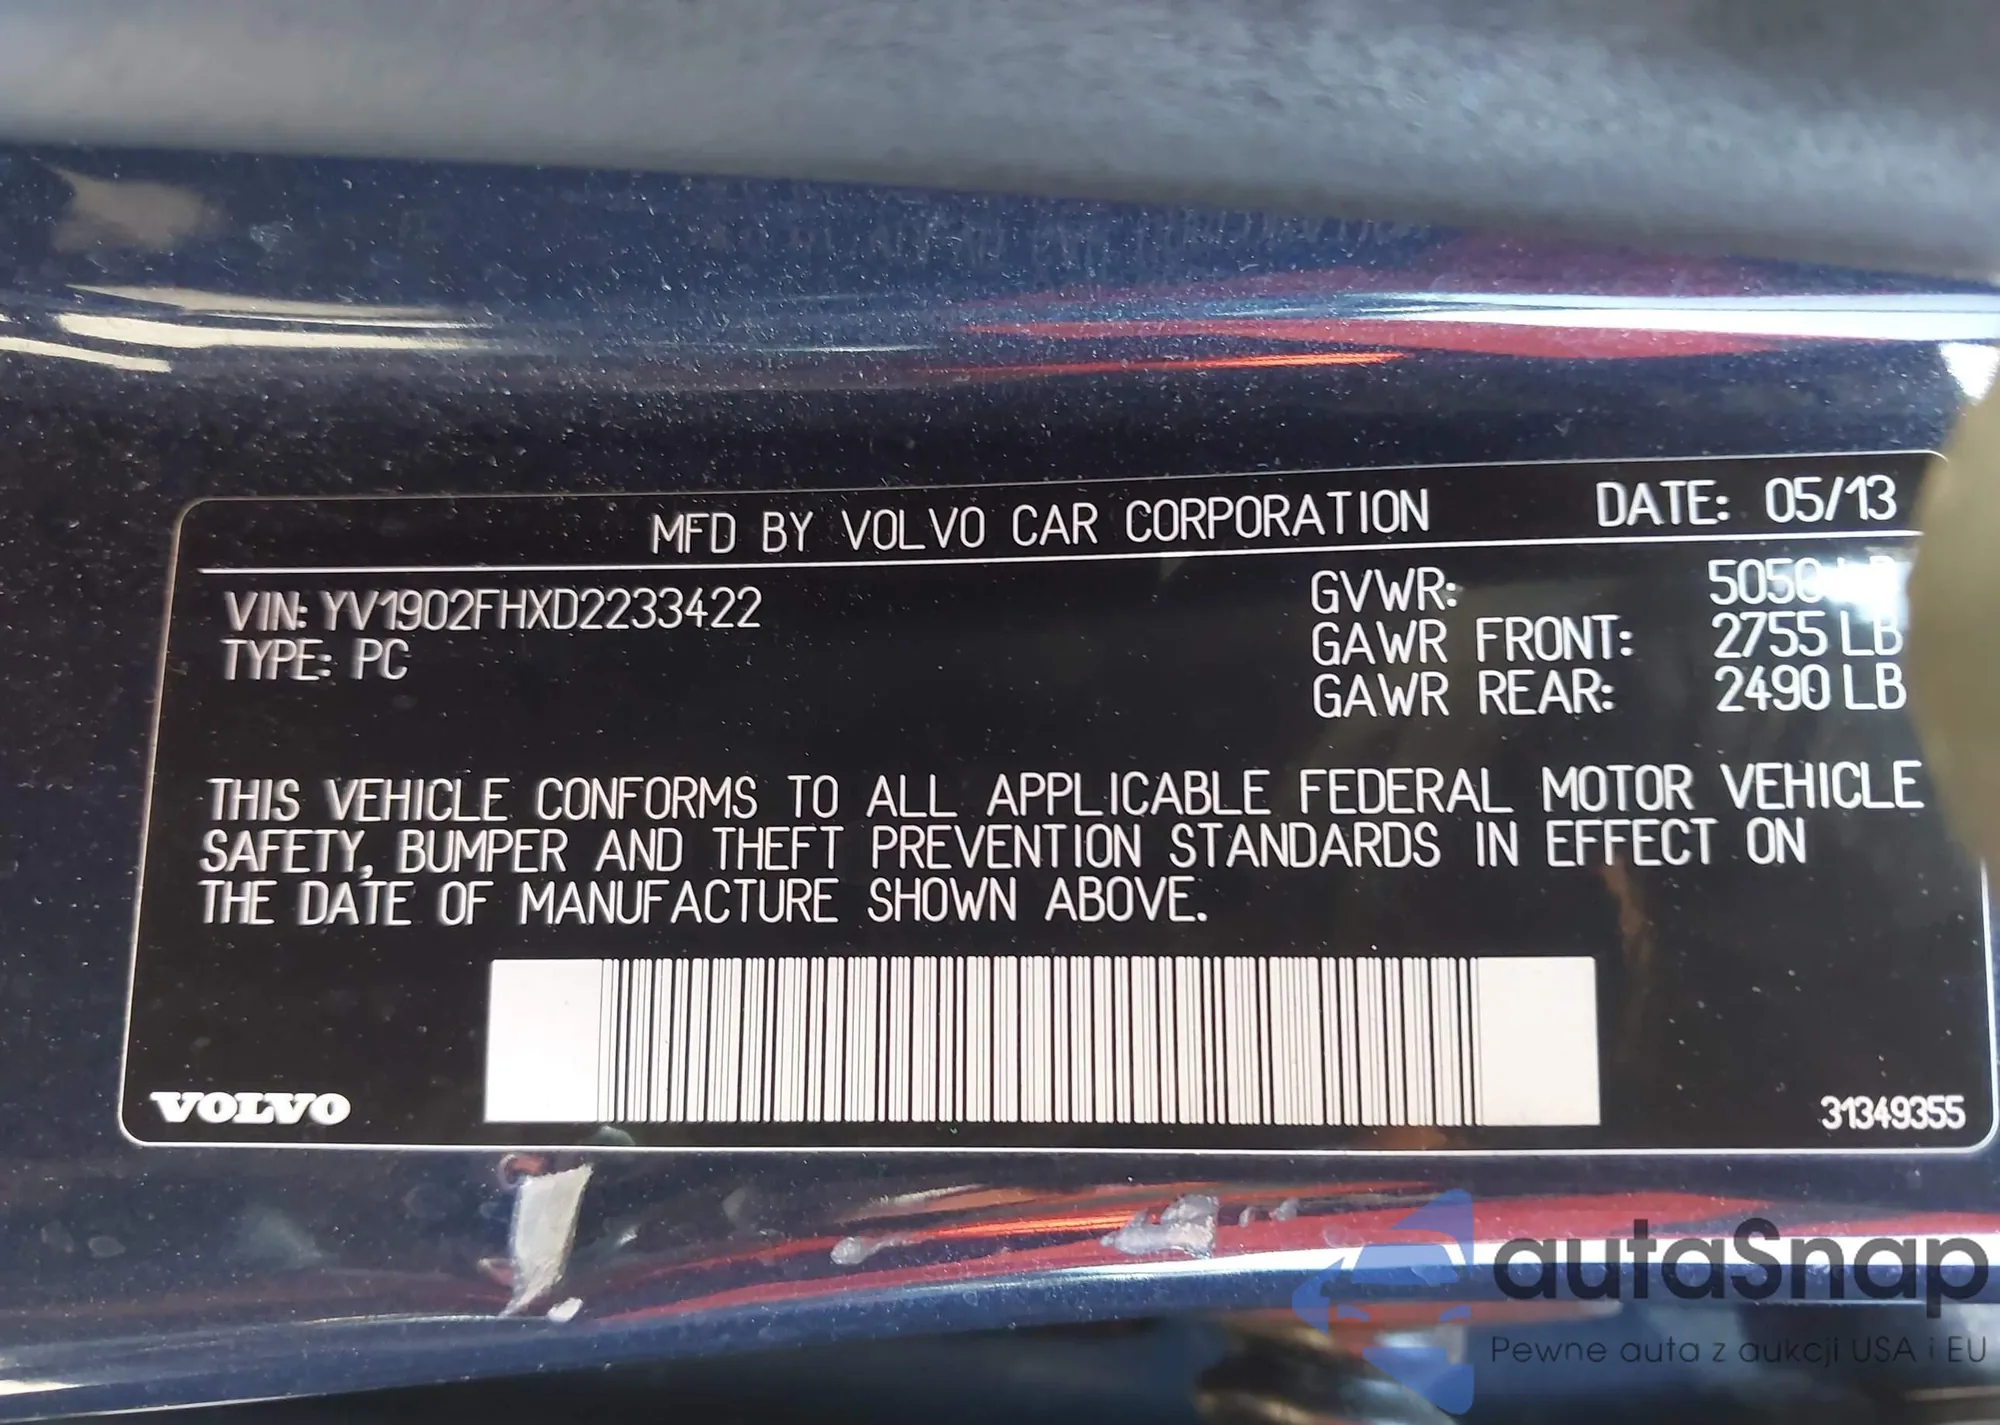 MFD BY VOLVO CAR CORPORATION DATE: 05/13
VIN: YV1902FHXD2233422 GVWR: 5050 LB
TYPE: PC GAWR FRONT: 2755 LB
GAWR REAR: 2490 LB
THIS VEHICLE CONFORMS TO ALL APPLICABLE FEDERAL MOTOR VEHICLE
SAFETY, BUMPER AND THEFT PREVENTION STANDARDS IN EFFECT ON
THE DATE OF MANUFACTURE SHOWN ABOVE.
VOLVO 31349355
autaSnap
Pewne auta z aukcji USA i EU